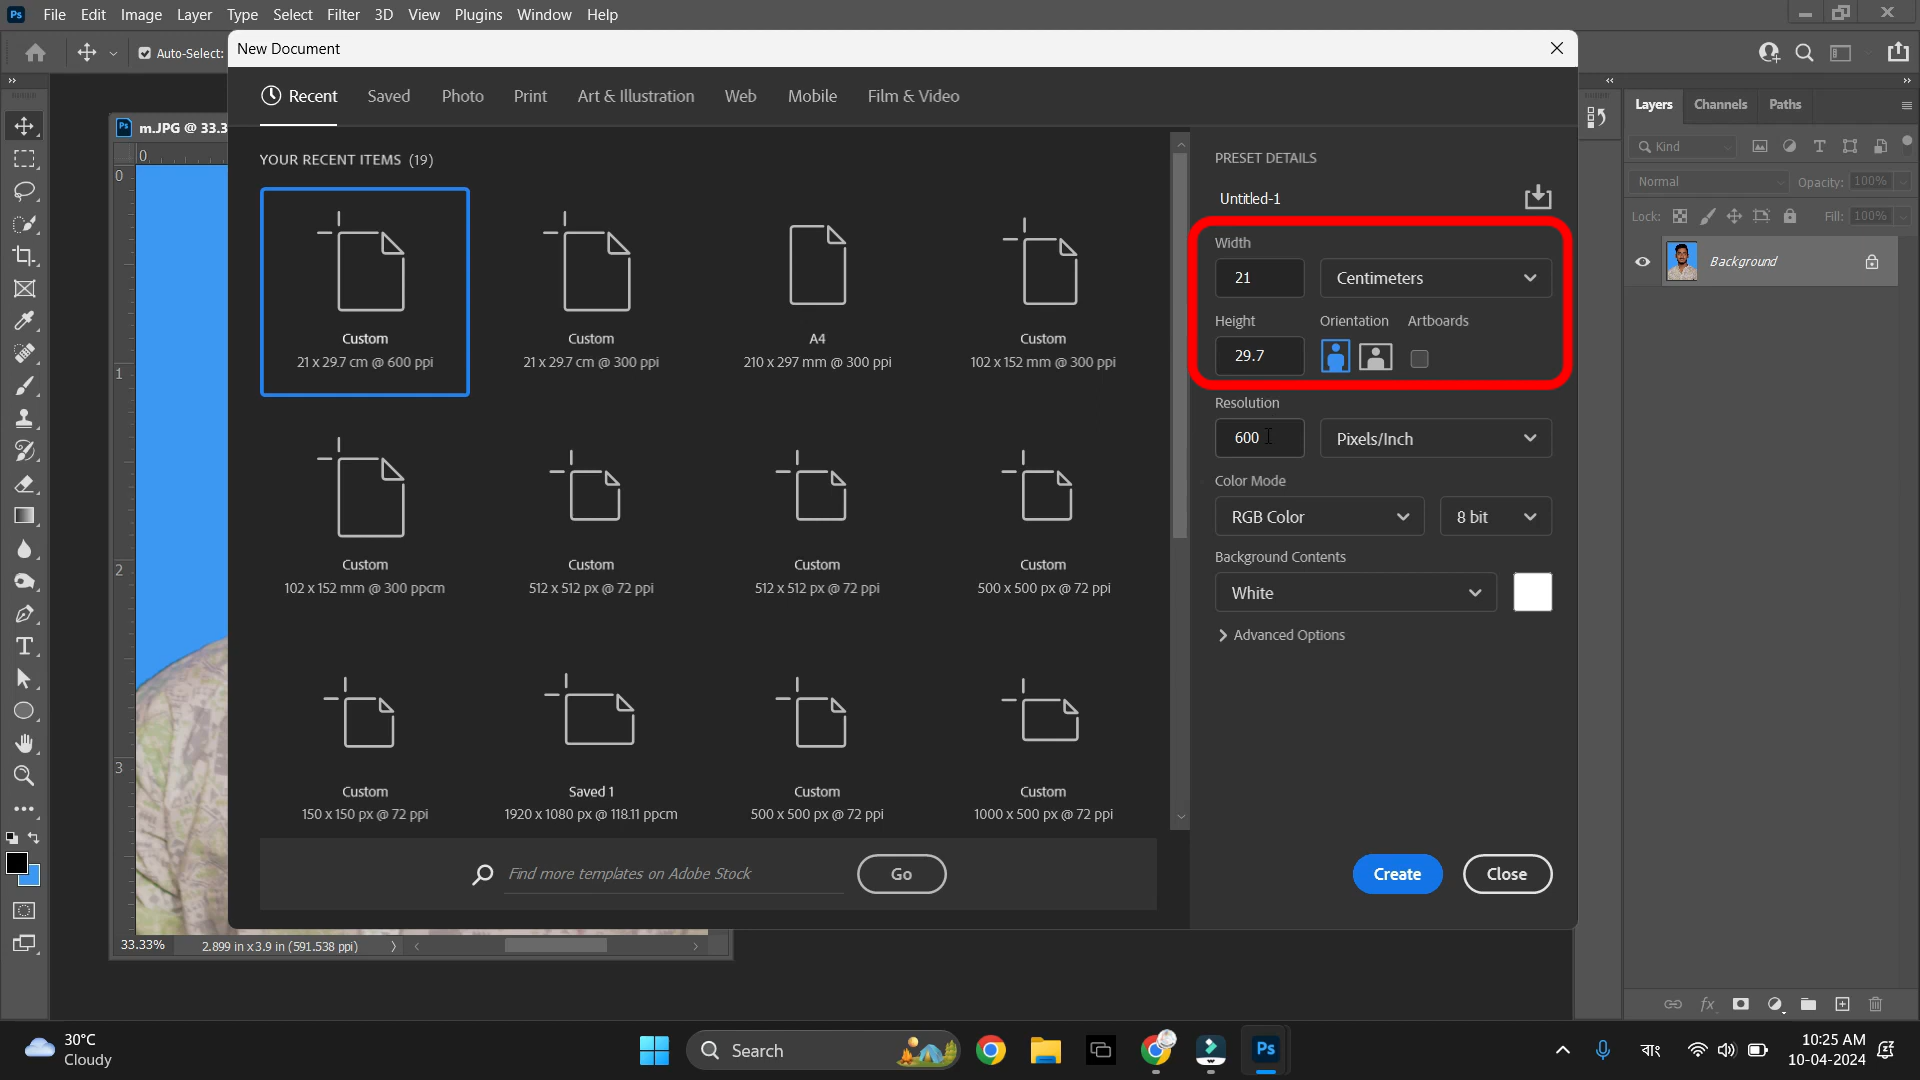 Ps File Edit Image Layer Type Select Filter 3D View Plugins Window Help
Auto-Select:
New Document
m.JPG @ 33.3
0
0
1
2
3
Recent Saved Photo Print Art & Illustration Web Mobile Film & Video
YOUR RECENT ITEMS (19)
Custom
21 x 29.7 cm @ 600 ppi
Custom
21 x 29.7 cm @ 300 ppi
A4
210 x 297 mm @ 300 ppi
Custom
102 x 152 mm @ 300 ppi
Custom
102 x 152 mm @ 300 ppcm
Custom
512 x 512 px @ 72 ppi
Custom
512 x 512 px @ 72 ppi
Custom
500 x 500 px @ 72 ppi
Custom
150 x 150 px @ 72 ppi
Saved 1
1920 x 1080 px @ 118.11 ppcm
Custom
500 x 500 px @ 72 ppi
Custom
1000 x 500 px @ 72 ppi
Find more templates on Adobe Stock
Go
PRESET DETAILS
Untitled-1
Width
21 Centimeters
Height Orientation Artboards
29.7
Resolution
600 Pixels/Inch
Color Mode
RGB Color 8 bit
Background Contents
White
Advanced Options
Create Close
Layers Channels Paths
Kind
Normal Opacity: 100%
Lock: Fill: 100%
Background
fx
33.33% 2.899 in x 3.9 in (591.538 ppi)
30°C
Cloudy
Search
Ps
বাং
10:25 AM
10-04-2024